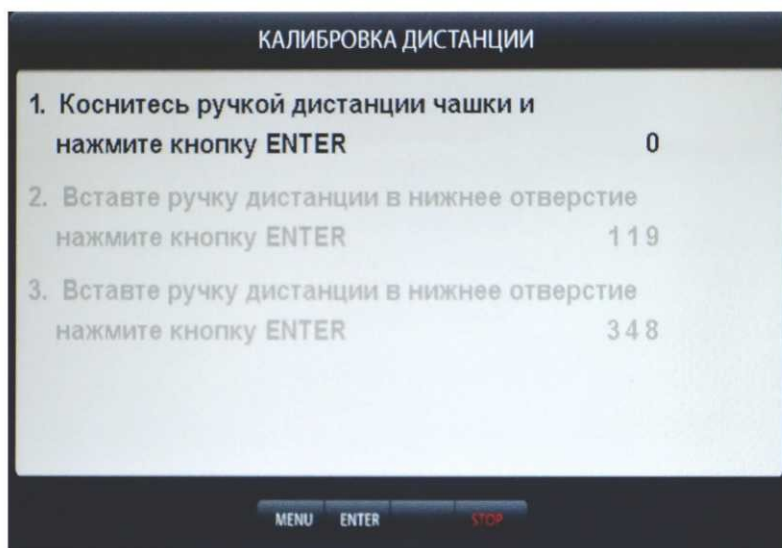 КАЛИБРОВКА ДИСТАНЦИИ
1. Коснитесь ручкой дистанции чашки и
нажмите кнопку ENTER 0
2. Вставте ручку дистанции в нижнее отверстие
нажмите кнопку ENTER 119
3. Вставте ручку дистанции в нижнее отверстие
нажмите кнопку ENTER 348
MENU ENTER STOP